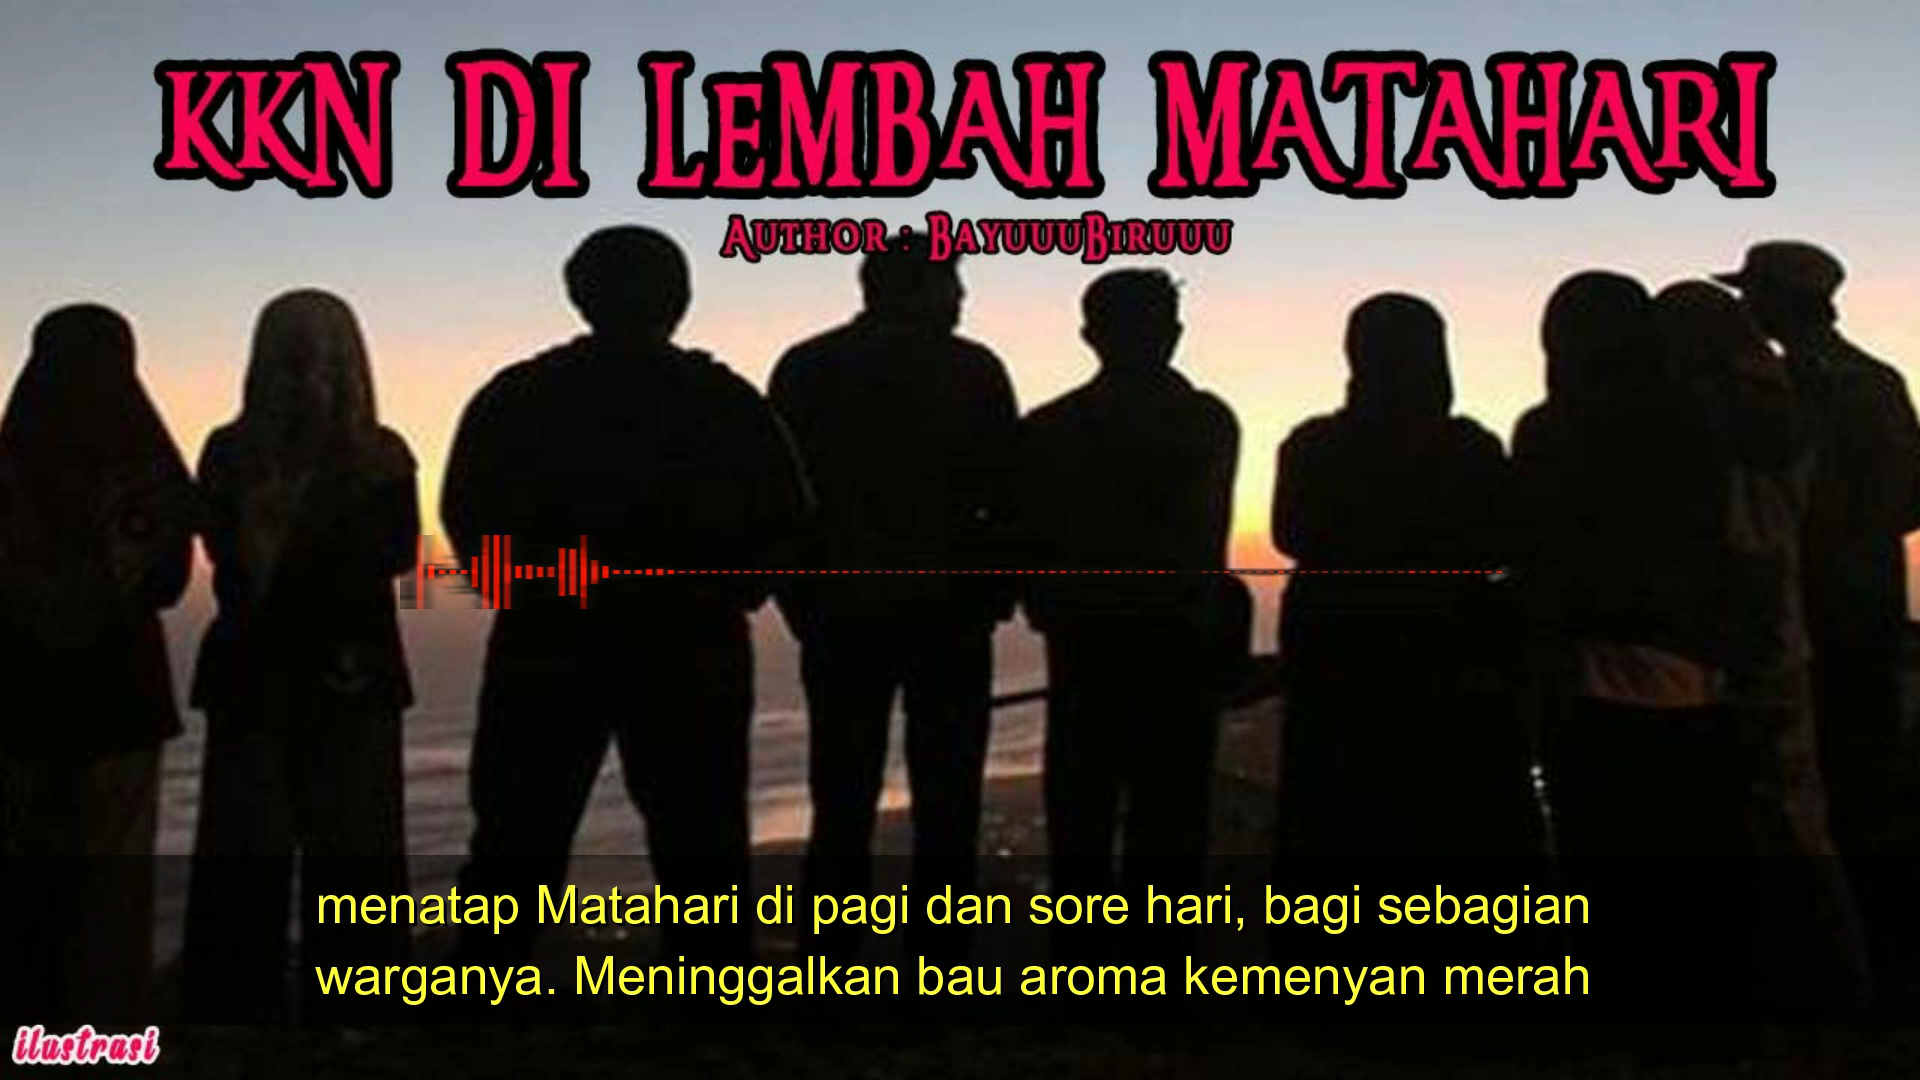 KKN DI LeMBAH MATAHARI
AUTHOR : BAYUUUBIRUUU
menatap Matahari di pagi dan sore hari, bagi sebagian
warganya. Meninggalkan bau aroma kemenyan merah
ilustrasi